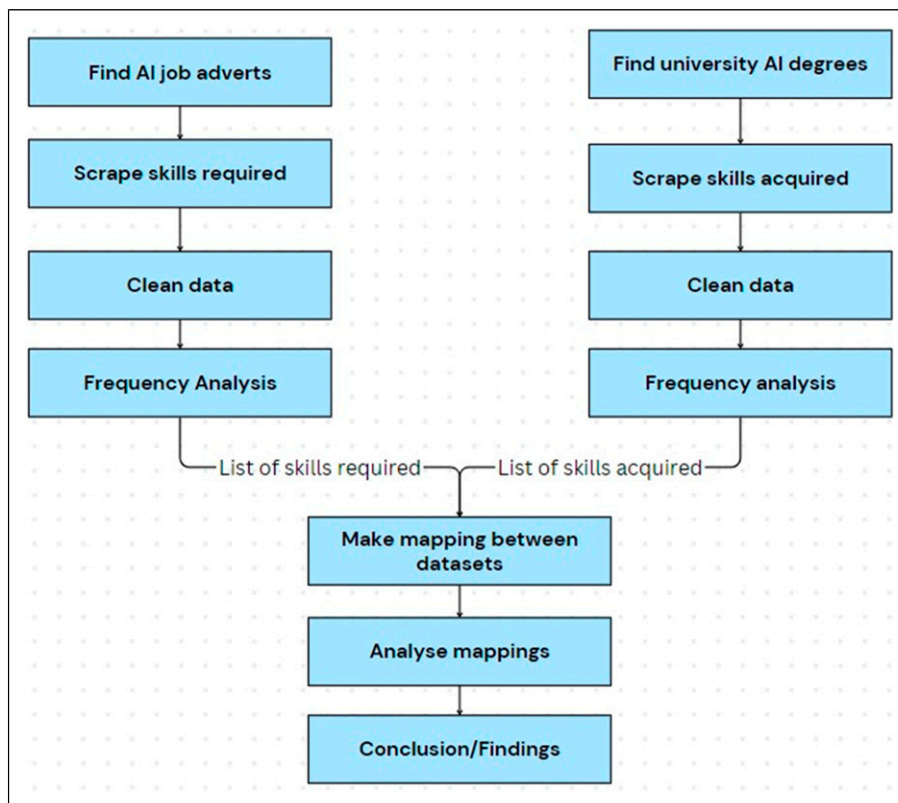 Find AI job adverts
Find university AI degrees
Scrape skills required
Scrape skills acquired
Clean data
Clean data
Frequency Analysis
Frequency analysis
List of skills required
List of skills acquired
Make mapping between
datasets
Analyse mappings
Conclusion/Findings